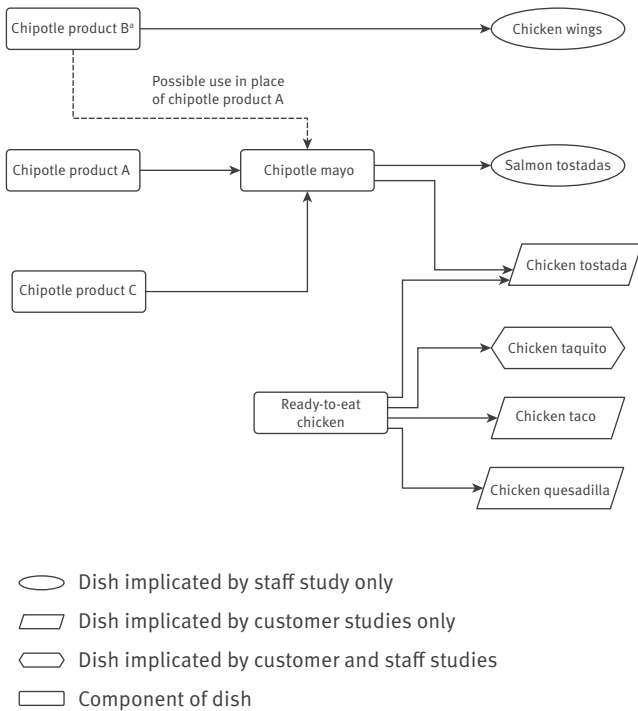 Chipotle product Bª
Chicken wings
Possible use in place
of chipotle product A
Chipotle product A
Chipotle mayo
Salmon tostadas
Chicken tostada
Chipotle product C
Chicken taquito
Ready-to-eat
chicken
Chicken taco
Chicken quesadilla
Dish implicated by staff study only
Dish implicated by customer studies only
Dish implicated by customer and staff studies
Component of dish